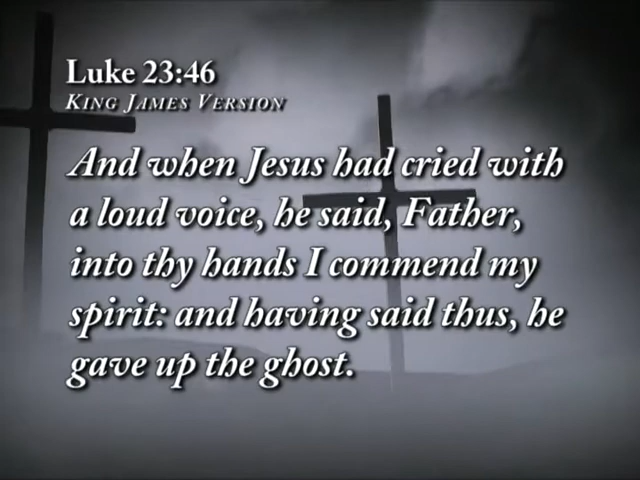 Luke 23:46
King James Version
And when Jesus had cried with
a loud voice, he said, Father,
into thy hands I commend my
spirit: and having said thus, he
gave up the ghost.